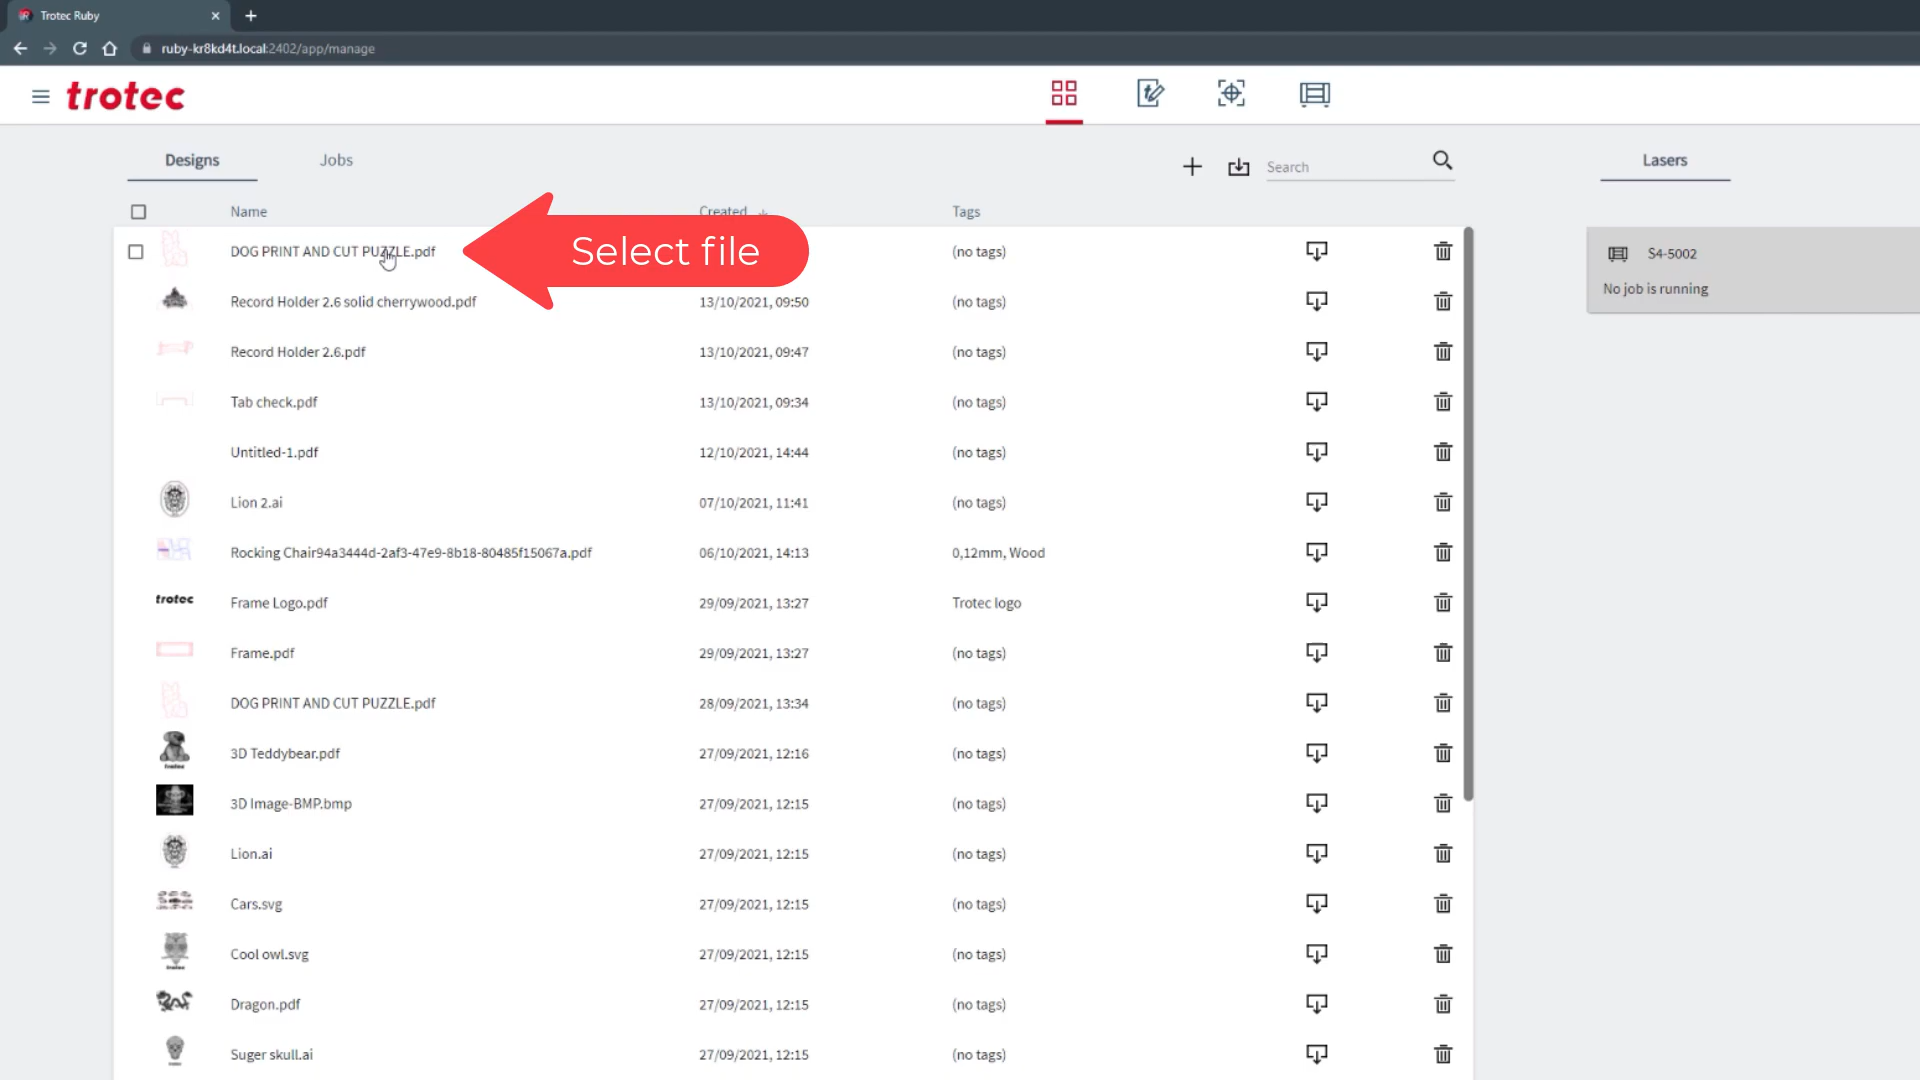 Trotec Ruby
ruby-kr8kd4t.local:2402/app/manage
trotec
Designs
Jobs
Search
Lasers
Name
Created
Tags
DOG PRINT AND CUT PUZZLE.pdf
Select file
(no tags)
S4-5002
No job is running
Record Holder 2.6 solid cherrywood.pdf 13/10/2021, 09:50 (no tags)
Record Holder 2.6.pdf 13/10/2021, 09:47 (no tags)
Tab check.pdf 13/10/2021, 09:34 (no tags)
Untitled-1.pdf 12/10/2021, 14:44 (no tags)
Lion 2.ai 07/10/2021, 11:41 (no tags)
Rocking Chair94a3444d-2af3-47e9-8b18-80485f15067a.pdf 06/10/2021, 14:13 0,12mm, Wood
trotec Frame Logo.pdf 29/09/2021, 13:27 Trotec logo
Frame.pdf 29/09/2021, 13:27 (no tags)
DOG PRINT AND CUT PUZZLE.pdf 28/09/2021, 13:34 (no tags)
3D Teddybear.pdf 27/09/2021, 12:16 (no tags)
3D Image-BMP.bmp 27/09/2021, 12:15 (no tags)
Lion.ai 27/09/2021, 12:15 (no tags)
Cars.svg 27/09/2021, 12:15 (no tags)
Cool owl.svg 27/09/2021, 12:15 (no tags)
Dragon.pdf 27/09/2021, 12:15 (no tags)
Suger skull.ai 27/09/2021, 12:15 (no tags)